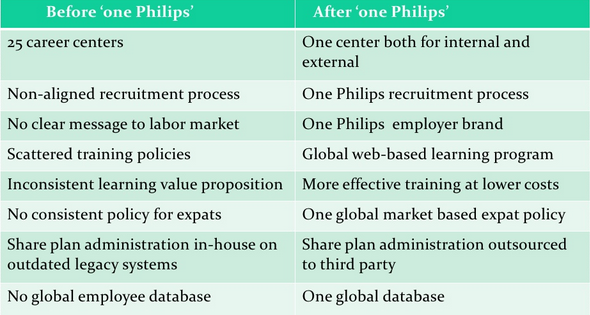 Before ‘one Philips’ After ‘one Philips’
25 career centers One center both for internal and
external
Non-aligned recruitment process One Philips recruitment process
No clear message to labor market One Philips employer brand
Scattered training policies Global web-based learning program
Inconsistent learning value proposition More effective training at lower costs
No consistent policy for expats One global market based expat policy
Share plan administration in-house on Share plan administration outsourced
outdated legacy systems to third party
No global employee database One global database